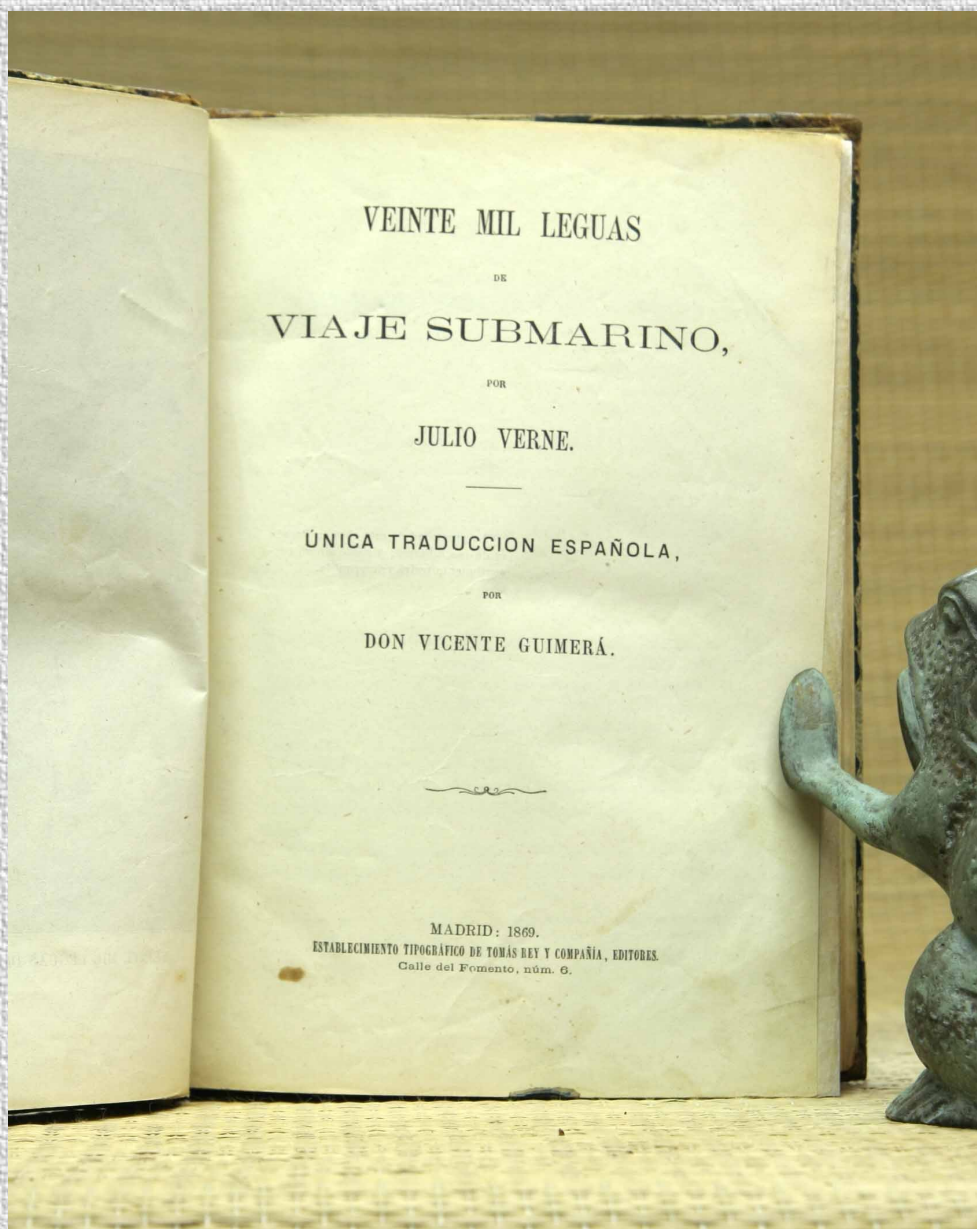 VEINTE MIL LEGUAS
DE
VIAJE SUBMARINO,
POR
JULIO VERNE.
ÚNICA TRADUCCION ESPAÑOLA,
POR
DON VICENTE GUIMERÁ.
MADRID: 1869.
ESTABLECIMIENTO TIPOGRÁFICO DE TOMÁS REY Y COMPAÑÍA, EDITORES.
Calle del Fomento, núm. 6.